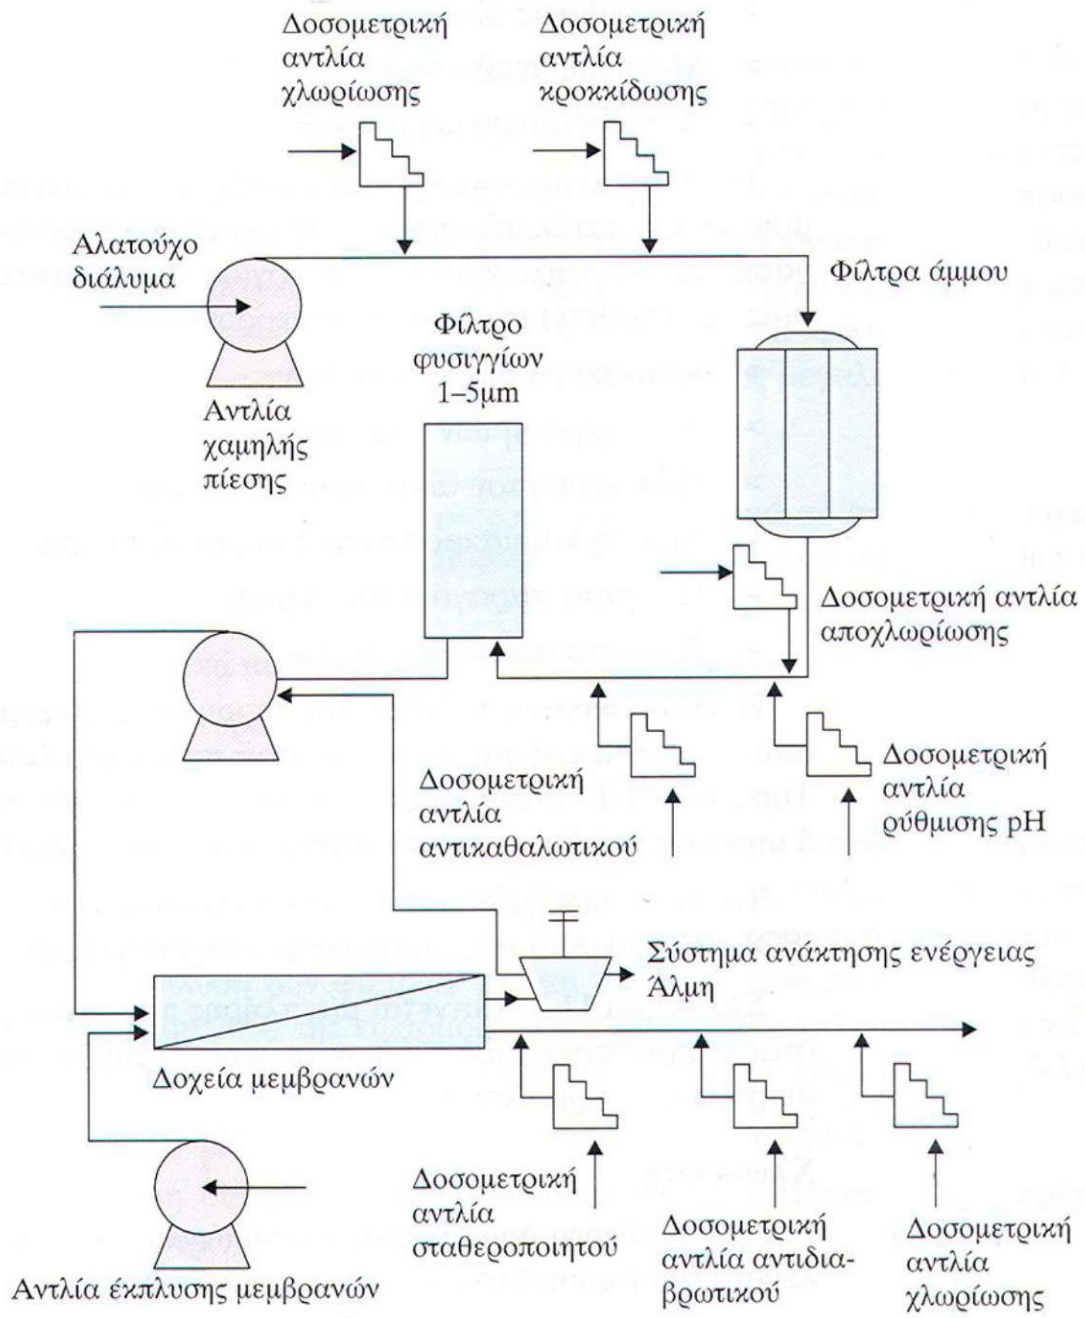 Δοσομετρική
αντλία
χλωρίωσης
Δοσομετρική
αντλία
κροκκίδωσης
Αλατούχο
διάλυμα
Φίλτρα άμμου
Φίλτρο
φυσιγγίων
1–5μm
Αντλία
χαμηλής
πίεσης
Δοσομετρική αντλία
αποχλωρίωσης
Δοσομετρική
αντλία
αντικαθαλωτικού
Δοσομετρική
αντλία
ρύθμισης pH
Σύστημα ανάκτησης ενέργειας
Άλμη
Δοχεία μεμβρανών
Δοσομετρική
αντλία
σταθεροποιητού
Δοσομετρική
αντλία αντιδια-
βρωτικού
Δοσομετρική
αντλία
χλωρίωσης
Αντλία έκπλυσης μεμβρανών